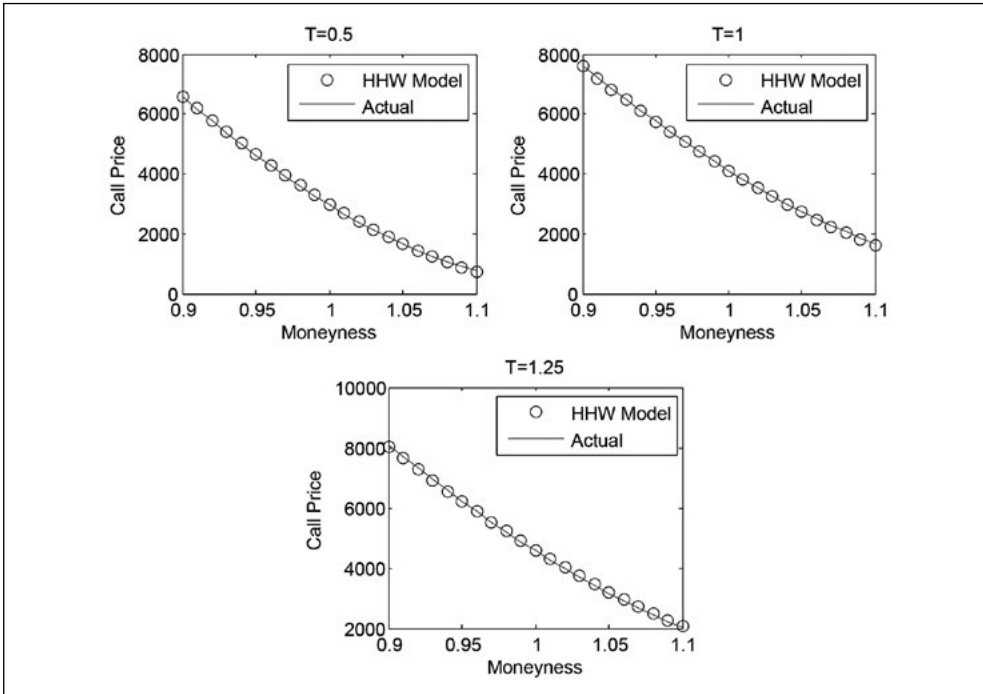 T=0.5
8000
6000
4000
2000
0
Call Price
HHW Model
Actual
0.9 0.95 1 1.05 1.1
Moneyness
T=1
8000
6000
4000
2000
0
Call Price
HHW Model
Actual
0.9 0.95 1 1.05 1.1
Moneyness
T=1.25
10000
8000
6000
4000
2000
Call Price
HHW Model
Actual
0.9 0.95 1 1.05 1.1
Moneyness